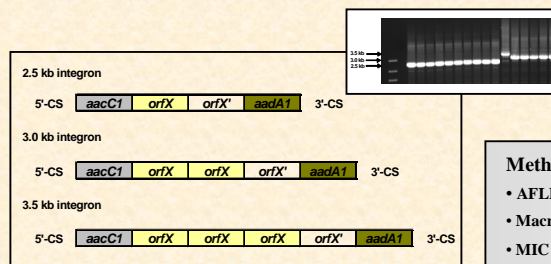 3.5 kb
3.0 kb
2.5 kb
2.5 kb integron
5'-CS aacC1 orfX orfX' aadA1 3'-CS
3.0 kb integron
5'-CS aacC1 orfX orfX orfX' aadA1 3'-CS
3.5 kb integron
5'-CS aacC1 orfX orfX orfX orfX' aadA1 3'-CS
Meth
• AFL
• Macr
• MIC